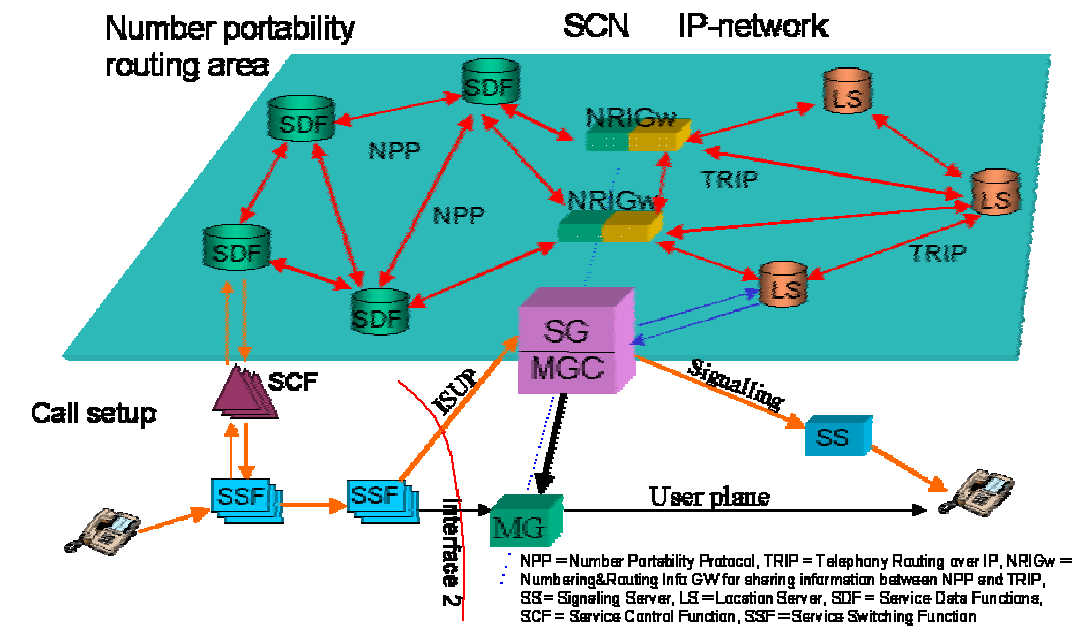 Number portability
routing area
SCN IP-network
SDF
SDF
NRIGw
LS
NPP
TRIP
LS
NRIGw
NPP
SDF
TRIP
LS
SDF
SG
MGC
SCF
ISUP
Signalling
Call setup
SS
SSF
SSF
Interface 2
MG
User plane
NPP = Number Portability Protocol, TRIP = Telephony Routing over IP, NRIGw =
Numbering&Routing Info GW for sharing information between NPP and TRIP,
SS = Signaling Server, LS = Location Server, SDF = Service Data Functions,
SCF = Service Control Function, SSF = Service Switching Function